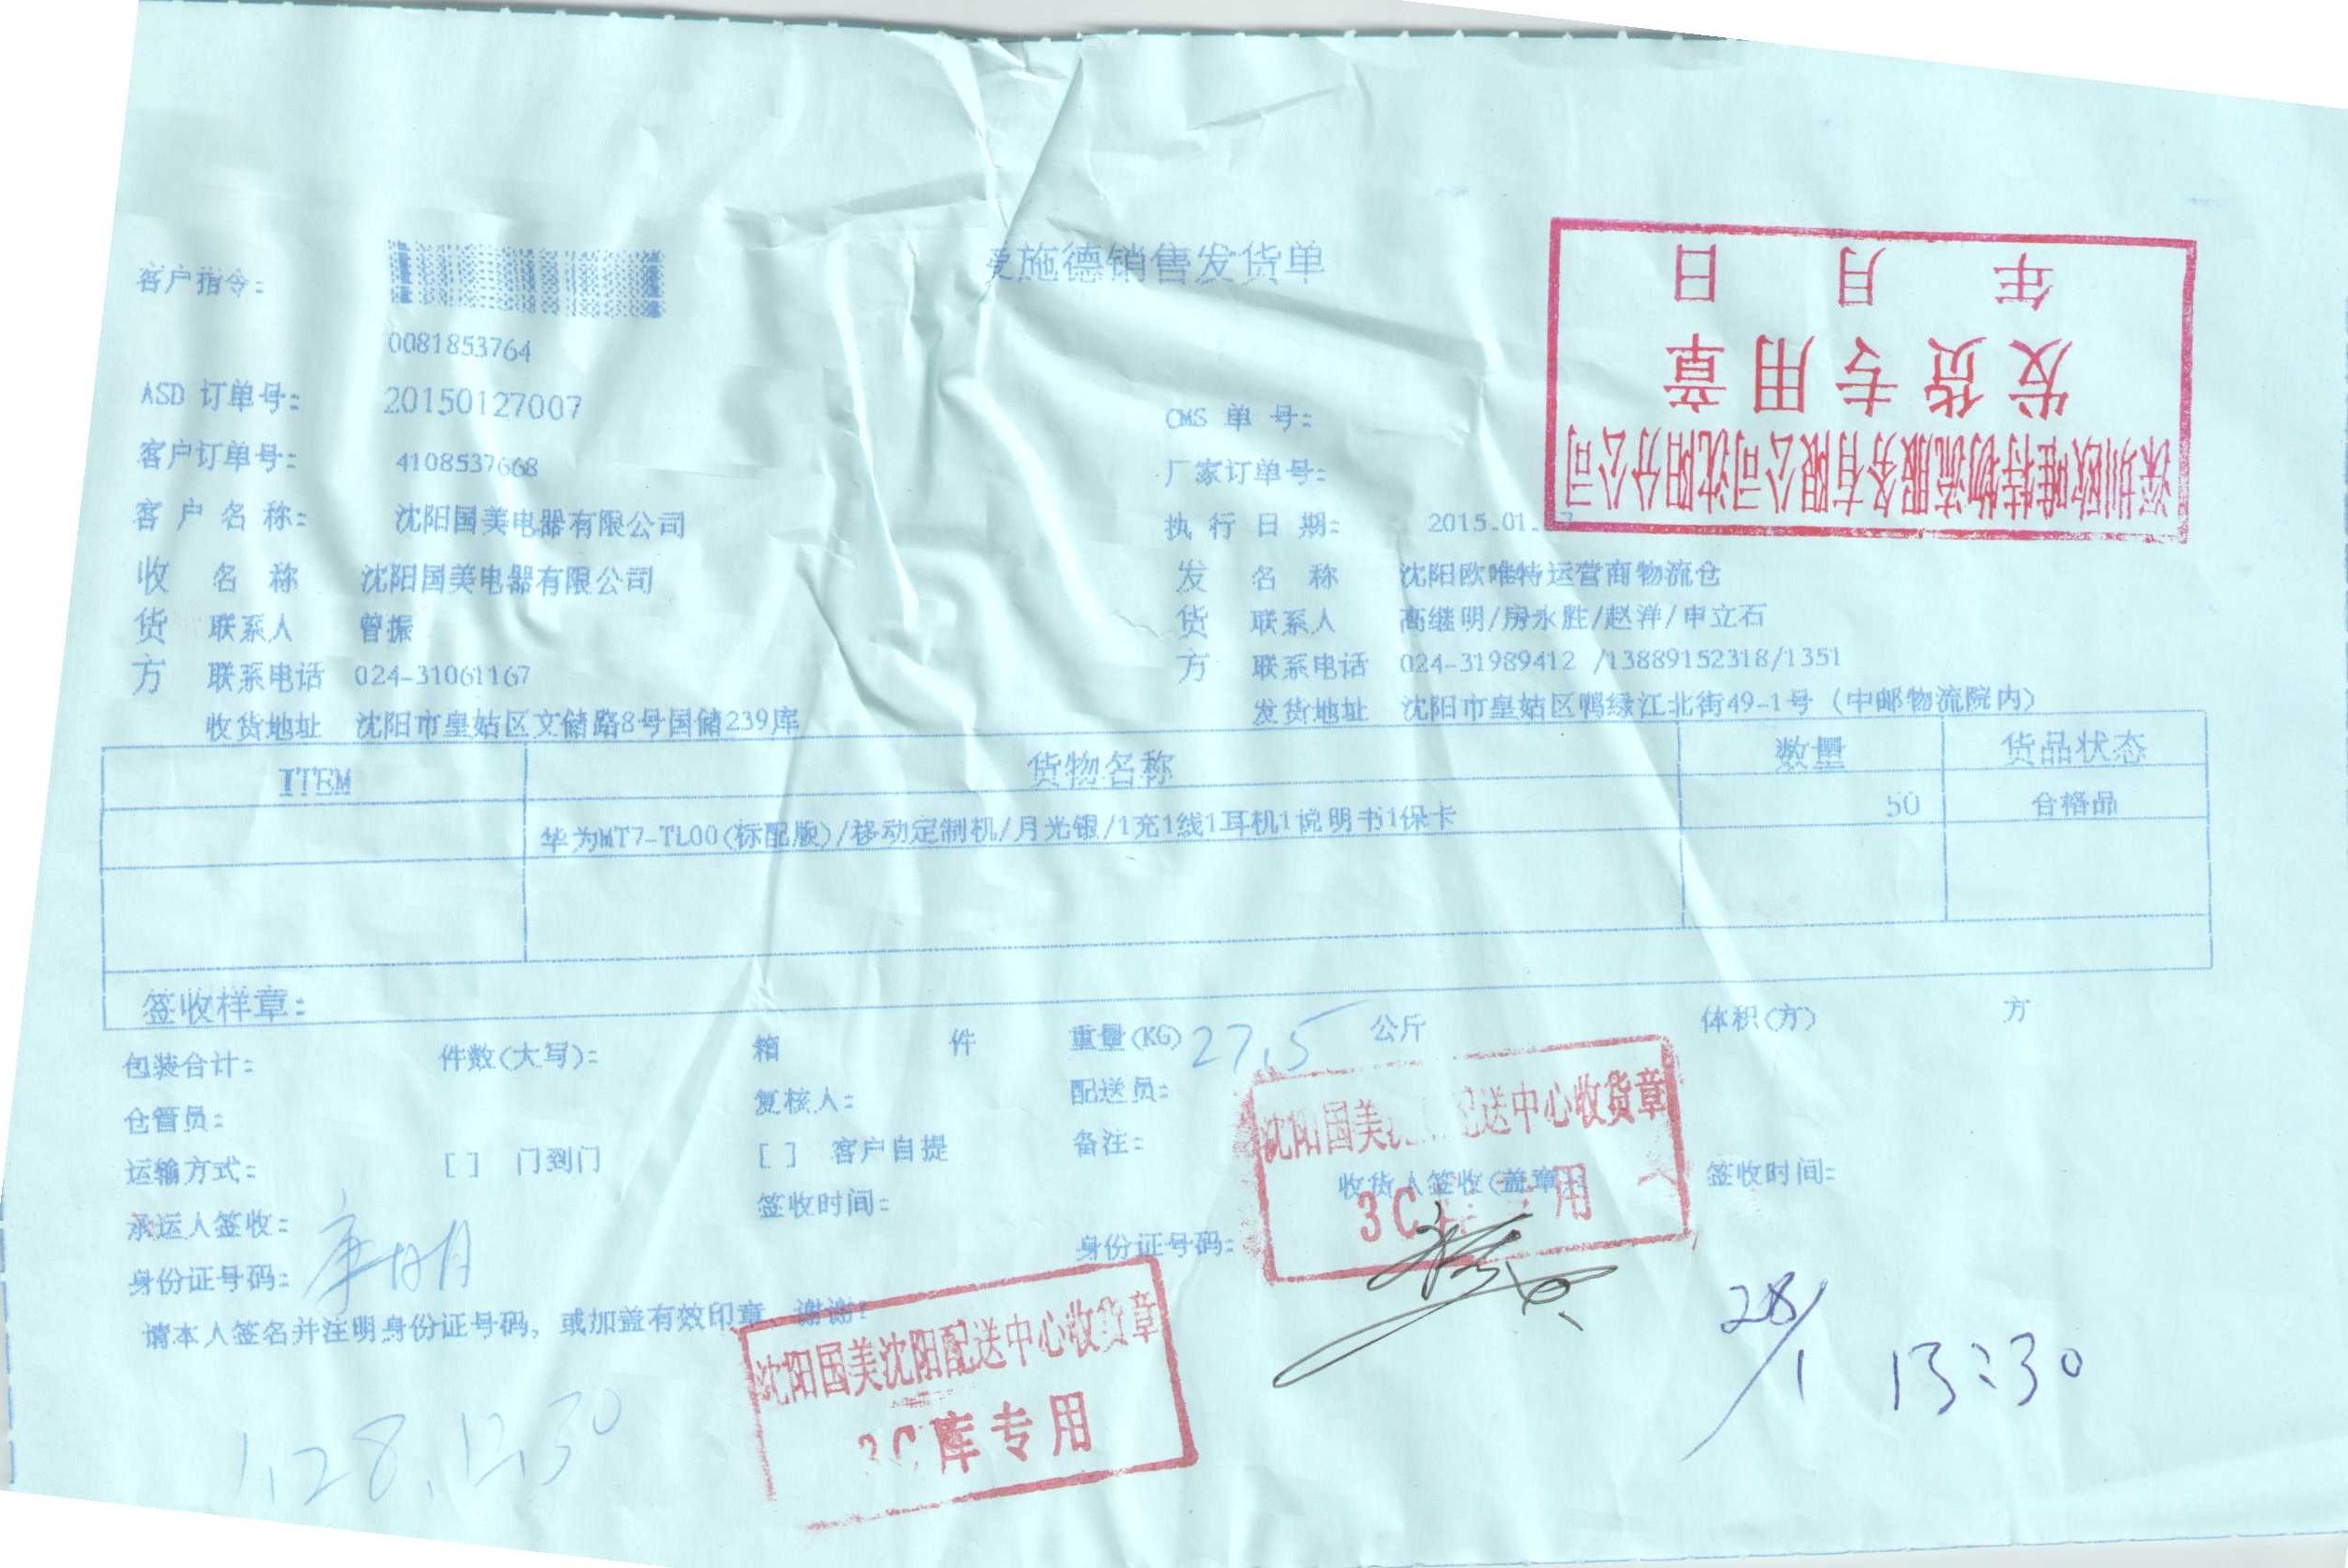 施德销售发货单
客户指令:
0081853764
ASD 订单号: 20150127007
CMS 单 号:
客户订单号: 4108537668
厂家订单号:
客 户 名 称: 沈阳国美电器有限公司
执 行 日 期: 2015.01.
收货方 名 称 沈阳国美电器有限公司
联系人 曾振
联系电话 024-31061167
收货地址 沈阳市皇姑区文储路8号国储239库
发货方 名 称 沈阳欧唯特运营商物流仓
联系人 高继明/房永胜/赵洋/申立石
联系电话 024-31989412 /13889152318/1351
发货地址 沈阳市皇姑区鸭绿江北街49-1号 (中邮物流院内)
深圳欧唯特物流服务有限公司沈阳分公司
发货专用章
年 月 日
ITEM 货物名称 数量 货品状态
华为MT7-TL00(标配版)/移动定制机/月光银/1充1线1耳机1说明书1保卡 50 合格品
签收样章:
包装合计: 件数(大写): 箱 件 重量(KG) 27.5 公斤 体积(方) 方
仓管员: 复核人: 配送员:
运输方式: [ ] 门到门 [ ] 客户自提 备注:
承运人签收: 签收时间: 收货人签收(盖章) 签收时间:
身份证号码: 身份证号码:
请本人签名并注明身份证号码, 或加盖有效印章 谢谢!
沈阳国美 配送中心收货章
3C 专用
沈阳国美沈阳配送中心收货章
3C库专用
28/1 13:30
1.28.12.30